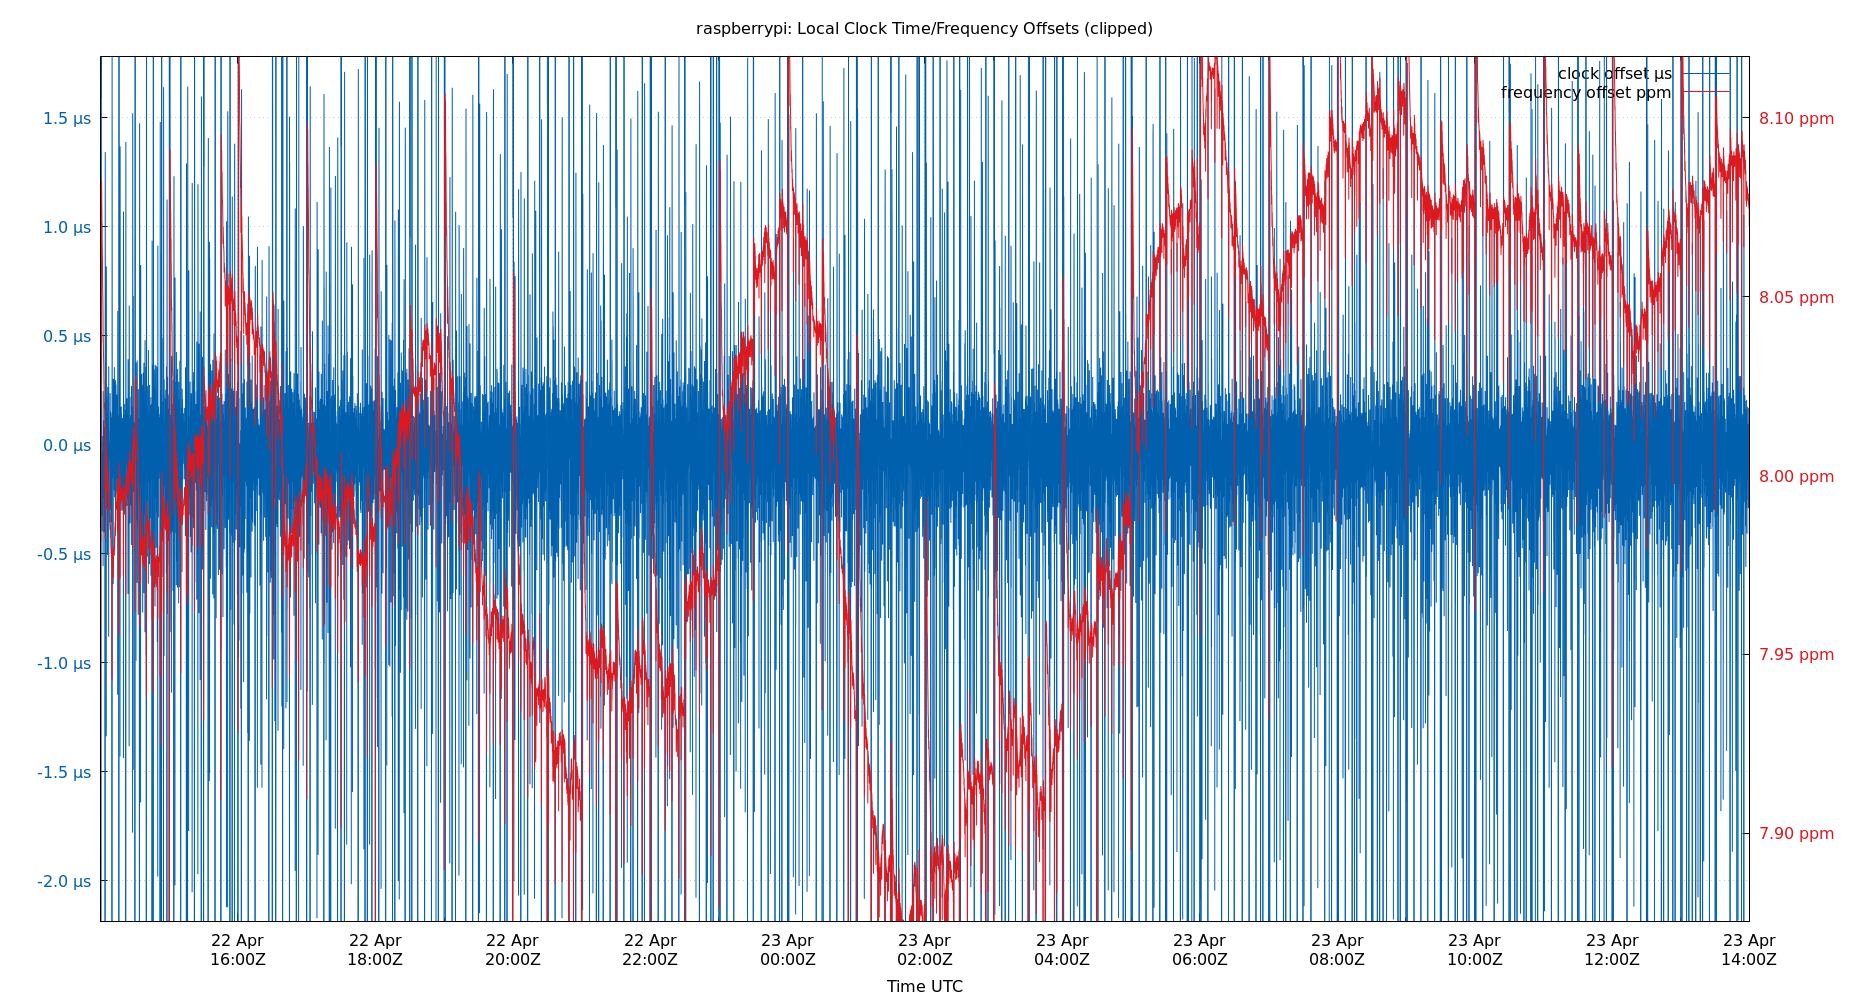 raspberrypi: Local Clock Time/Frequency Offsets (clipped)
clock offset µs
frequency offset ppm
1.5 µs
1.0 µs
0.5 µs
0.0 µs
-0.5 µs
-1.0 µs
-1.5 µs
-2.0 µs
8.10 ppm
8.05 ppm
8.00 ppm
7.95 ppm
7.90 ppm
22 Apr
16:00Z
22 Apr
18:00Z
22 Apr
20:00Z
22 Apr
22:00Z
23 Apr
00:00Z
23 Apr
02:00Z
23 Apr
04:00Z
23 Apr
06:00Z
23 Apr
08:00Z
23 Apr
10:00Z
23 Apr
12:00Z
23 Apr
14:00Z
Time UTC